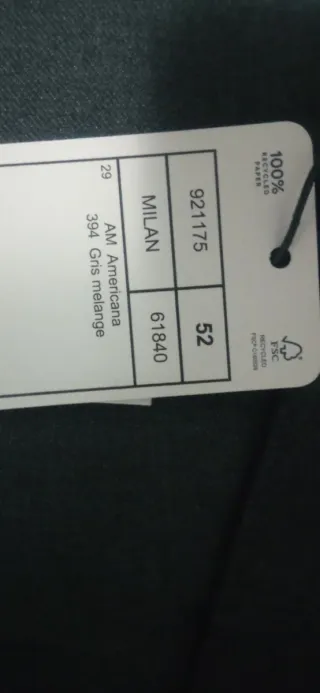 100%
RECYCLED
PAPER
FSC
RECYCLED
921175 52
MILAN 61840
29
AM Americana
394 Gris melange